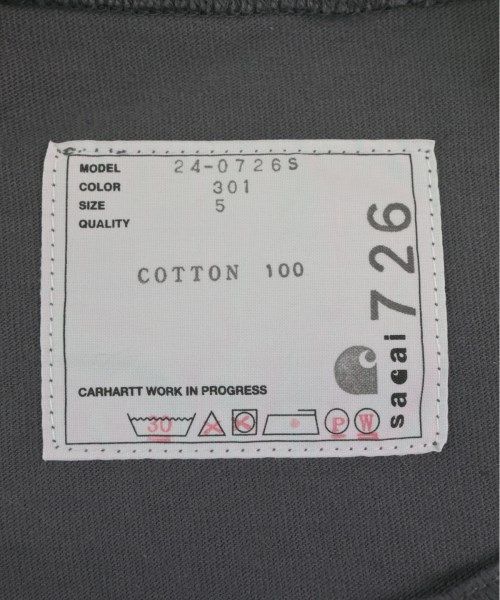 MODEL 24-0726S
COLOR 301
SIZE 5
QUALITY
COTTON 100
CARHARTT WORK IN PROGRESS
30 P W
sacai 726